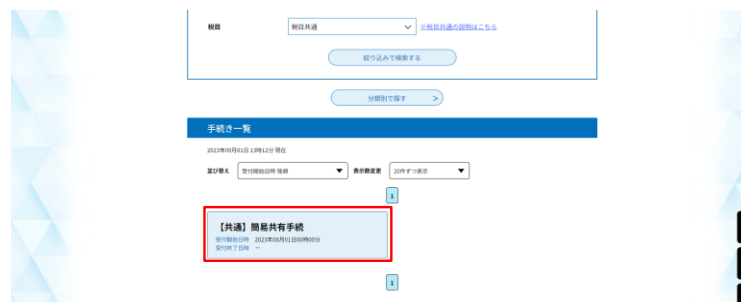 税目 税目共通 ※税目共通の説明はこちら
絞り込みで検索する
分類別で探す >
手続き一覧
2023年09月01日 13時12分 現在
並び替え 受付開始日時 降順 ▼ 表示数変更 20件ずつ表示 ▼
1
【共通】簡易共有手続
受付開始日時 2023年08月01日00時00分
受付終了日時 ー
1